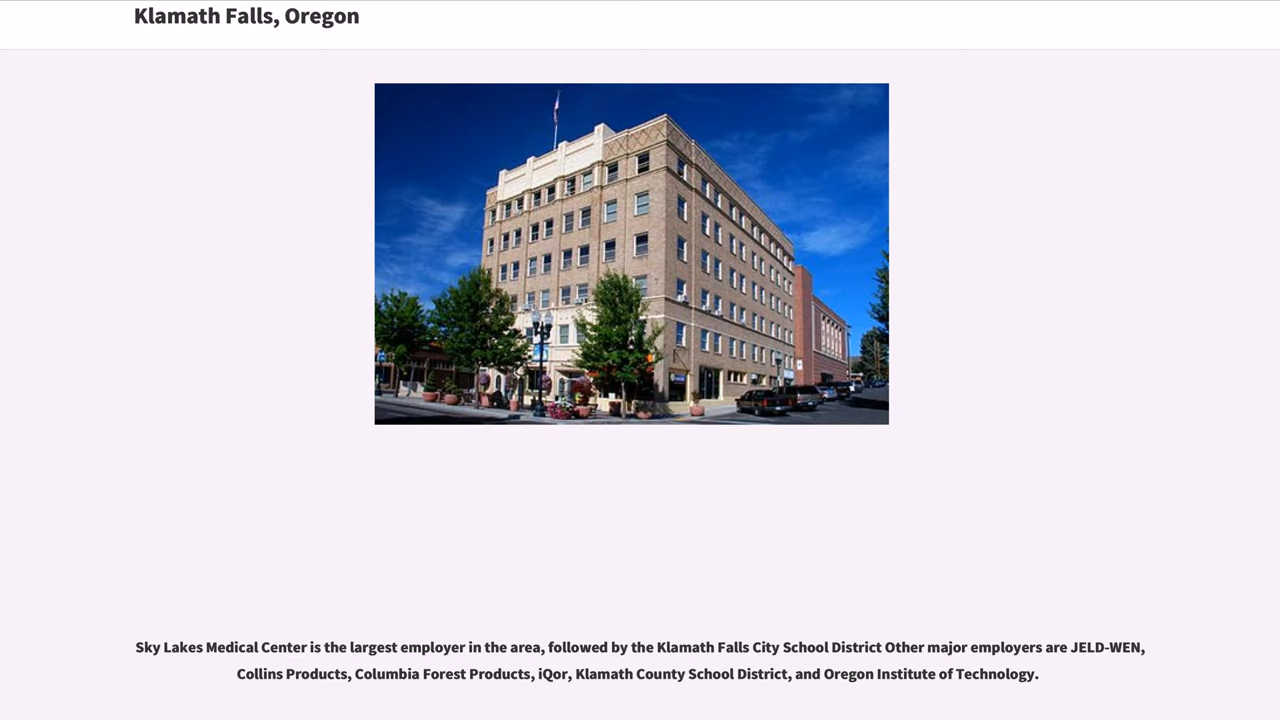 Klamath Falls, Oregon
Sky Lakes Medical Center is the largest employer in the area, followed by the Klamath Falls City School District Other major employers are JELD-WEN,
Collins Products, Columbia Forest Products, iQor, Klamath County School District, and Oregon Institute of Technology.